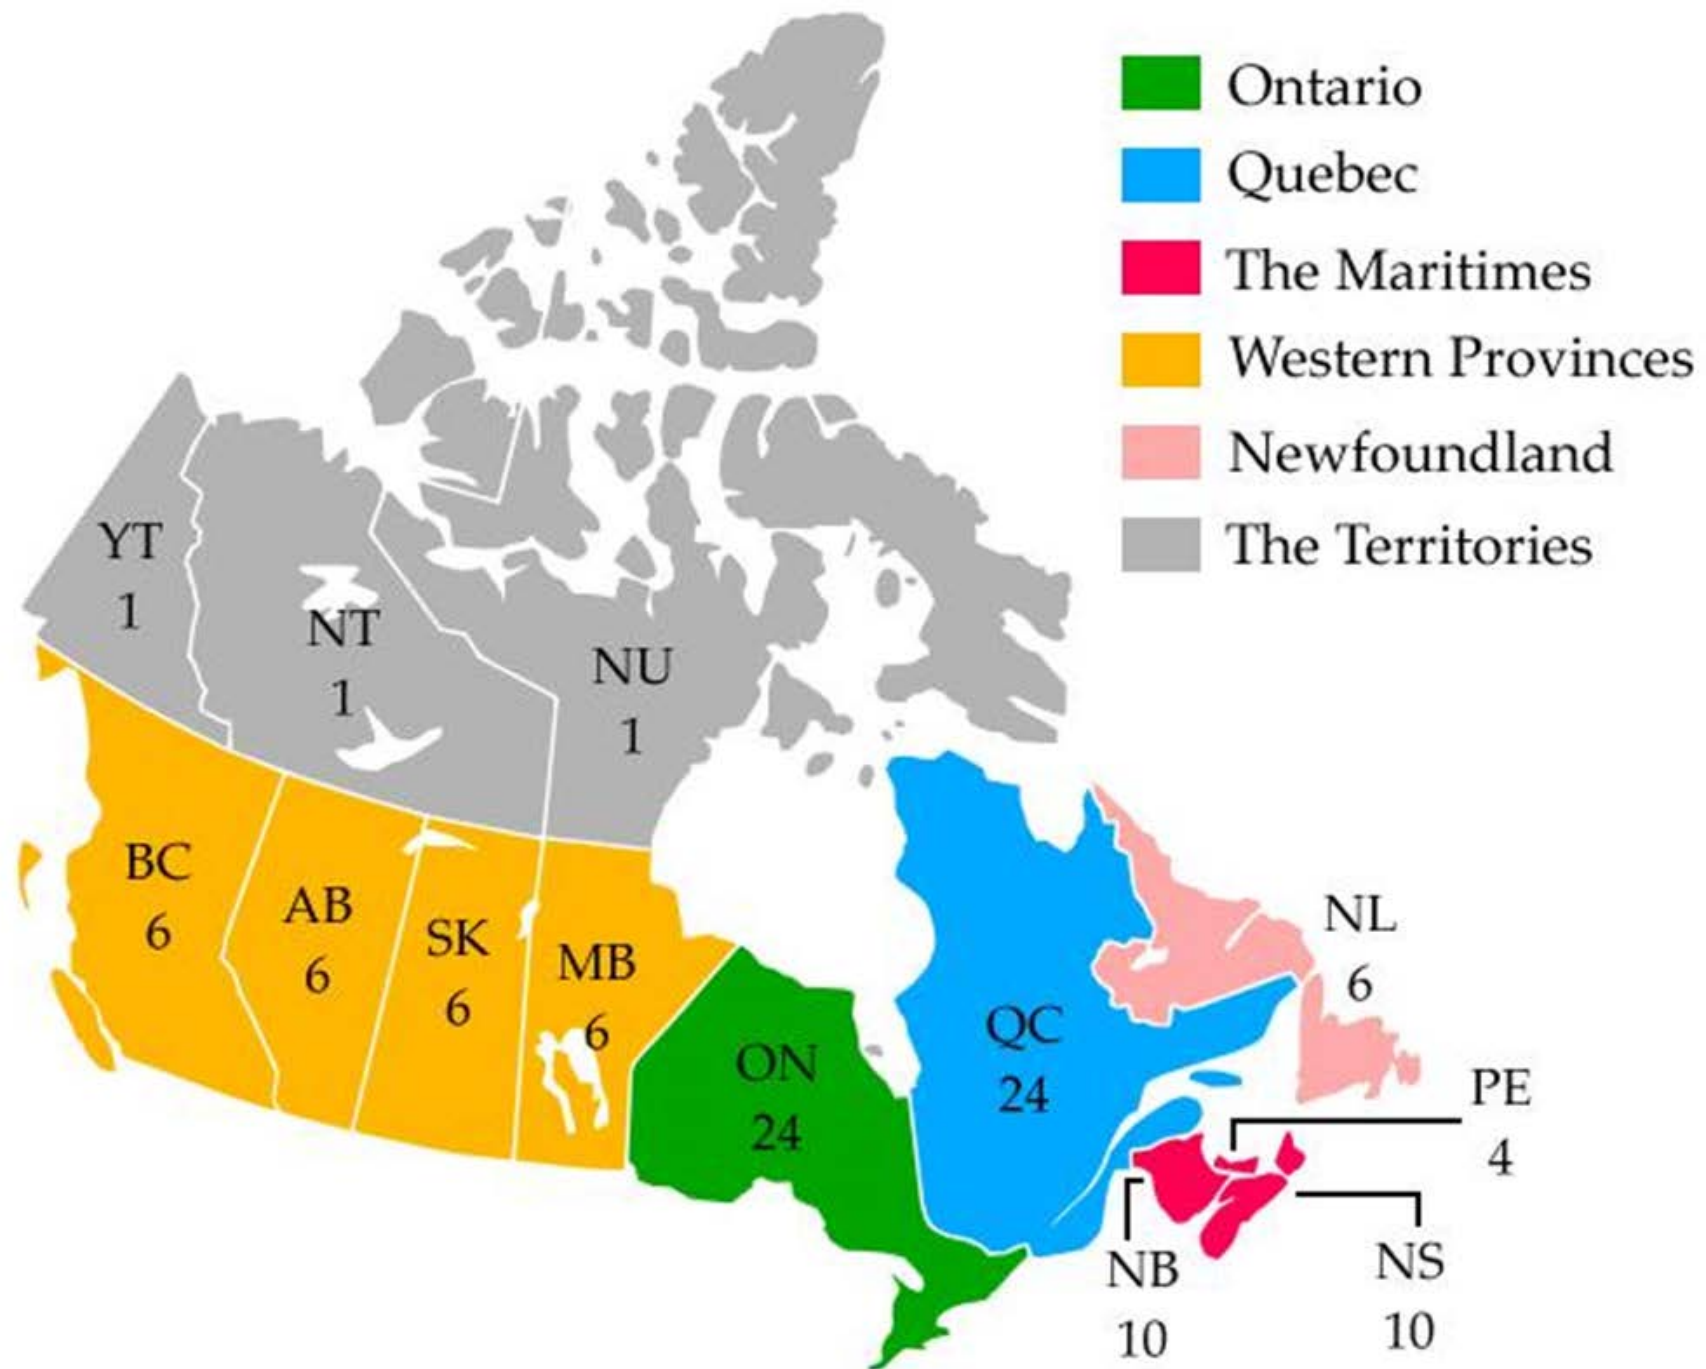 Ontario
Quebec
The Maritimes
Western Provinces
Newfoundland
The Territories
YT
1
NT
1
NU
1
BC
6
AB
6
SK
6
MB
6
ON
24
QC
24
NL
6
PE
4
NB
10
NS
10